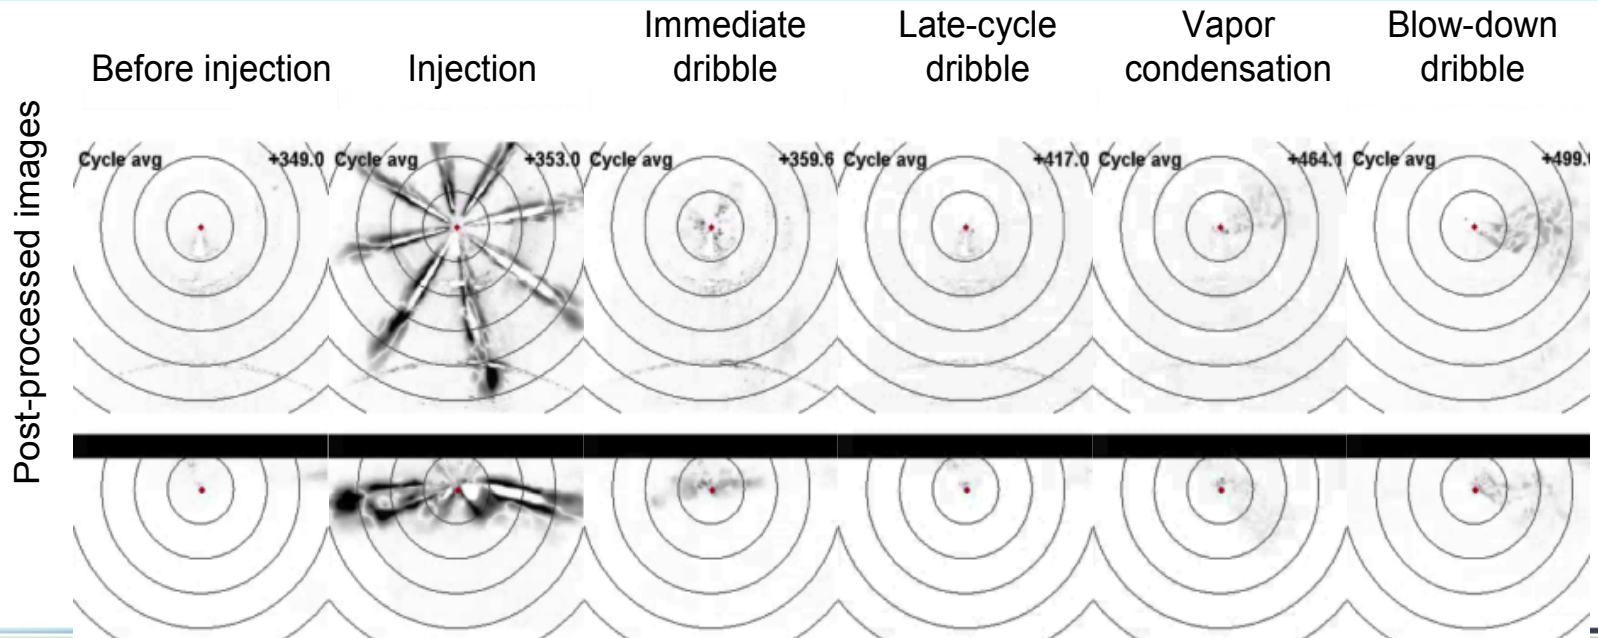 Immediate Late-cycle Vapor Blow-down
Before injection Injection dribble dribble condensation dribble
Post-processed images
Cycle avg +349.0 Cycle avg +353.0 Cycle avg +359.6 Cycle avg +417.0 Cycle avg +464.1 Cycle avg +499.